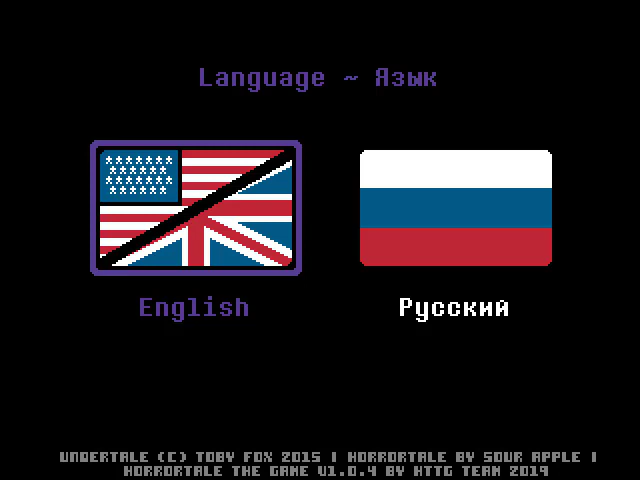 Language ~ Язык
English
Русский
UNDERTALE (C) TOBY FOX 2015 | HORRORTALE BY SOUR APPLE |
HORRORTALE THE GAME V1.0.4 BY HTTG TEAM 2019